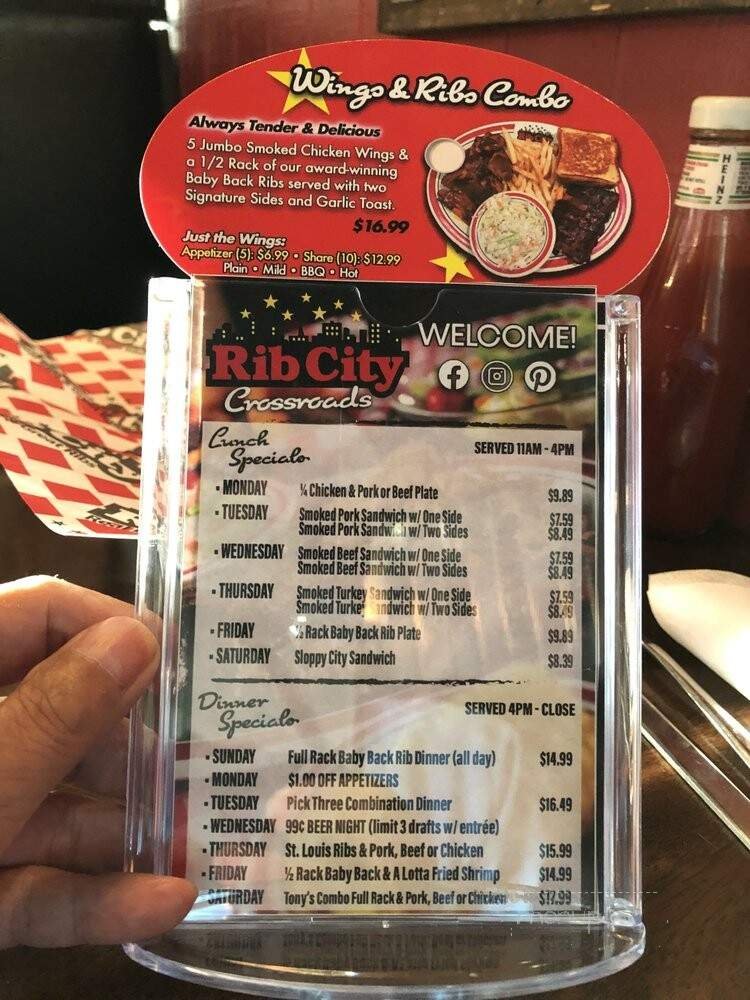 Wings & Ribs Combo
Always Tender & Delicious
5 Jumbo Smoked Chicken Wings &
a 1/2 Rack of our award-winning
Baby Back Ribs served with two
Signature Sides and Garlic Toast.
$16.99
Just the Wings:
Appetizer (5): $6.99 • Share (10): $12.99
Plain • Mild • BBQ • Hot
HEINZ
Rib City
Crossroads
WELCOME!
Lunch
Specials
SERVED 11AM - 4PM
• MONDAY ¼ Chicken & Pork or Beef Plate $9.89
• TUESDAY Smoked Pork Sandwich w/ One Side $7.59
Smoked Pork Sandwich w/ Two Sides $8.49
• WEDNESDAY Smoked Beef Sandwich w/ One Side $7.59
Smoked Beef Sandwich w/ Two Sides $8.49
• THURSDAY Smoked Turkey Sandwich w/ One Side $7.59
Smoked Turkey Sandwich w/ Two Sides $8.49
• FRIDAY Rack Baby Back Rib Plate $9.89
• SATURDAY Sloppy City Sandwich $8.39
Dinner
Specials
SERVED 4PM - CLOSE
• SUNDAY Full Rack Baby Back Rib Dinner (all day) $14.99
• MONDAY $1.00 OFF APPETIZERS
• TUESDAY Pick Three Combination Dinner $16.49
• WEDNESDAY 99¢ BEER NIGHT (limit 3 drafts w/ entrée)
• THURSDAY St. Louis Ribs & Pork, Beef or Chicken $15.99
• FRIDAY ½ Rack Baby Back & A Lotta Fried Shrimp $14.99
SATURDAY Tony's Combo Full Rack & Pork, Beef or Chicken $17.99